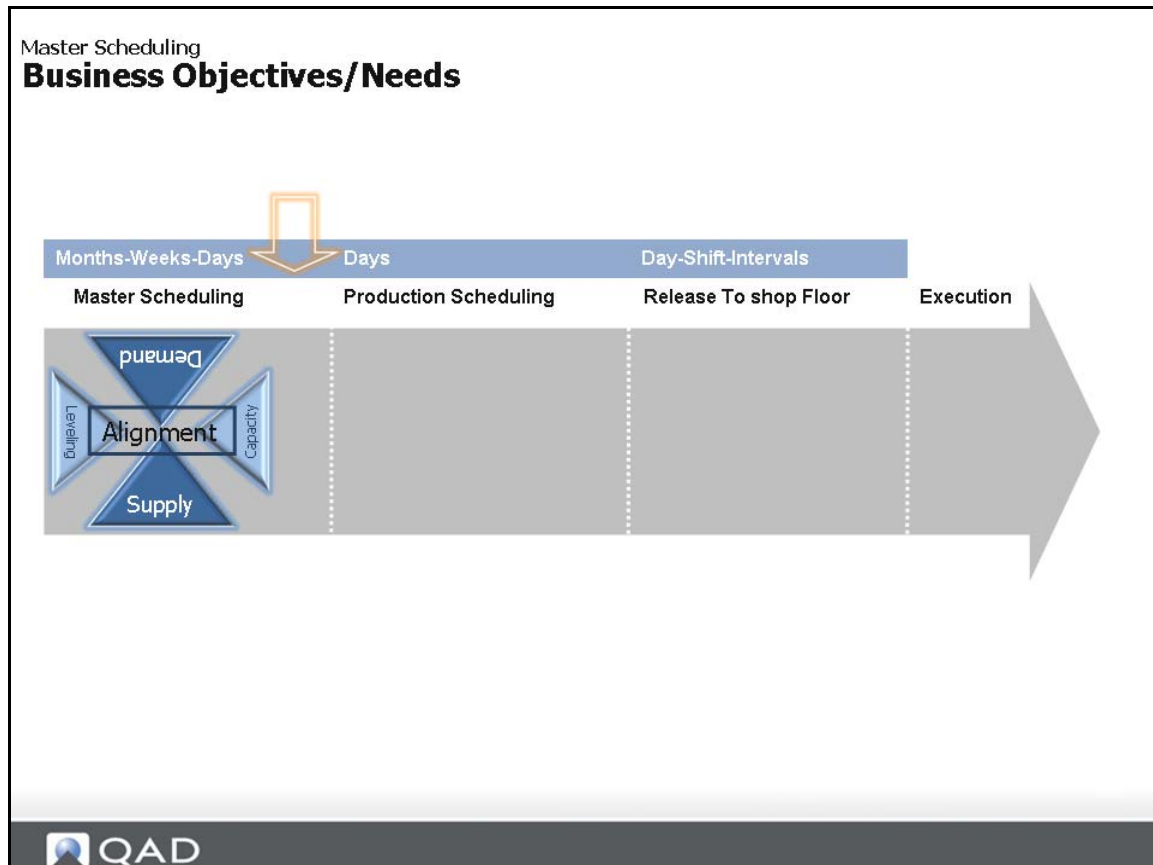 Master Scheduling
Business Objectives/Needs
Months-Weeks-Days Days Day-Shift-Intervals
Master Scheduling Production Scheduling Release To shop Floor Execution
Demand
Leveling
Alignment
Capacity
Supply
QAD